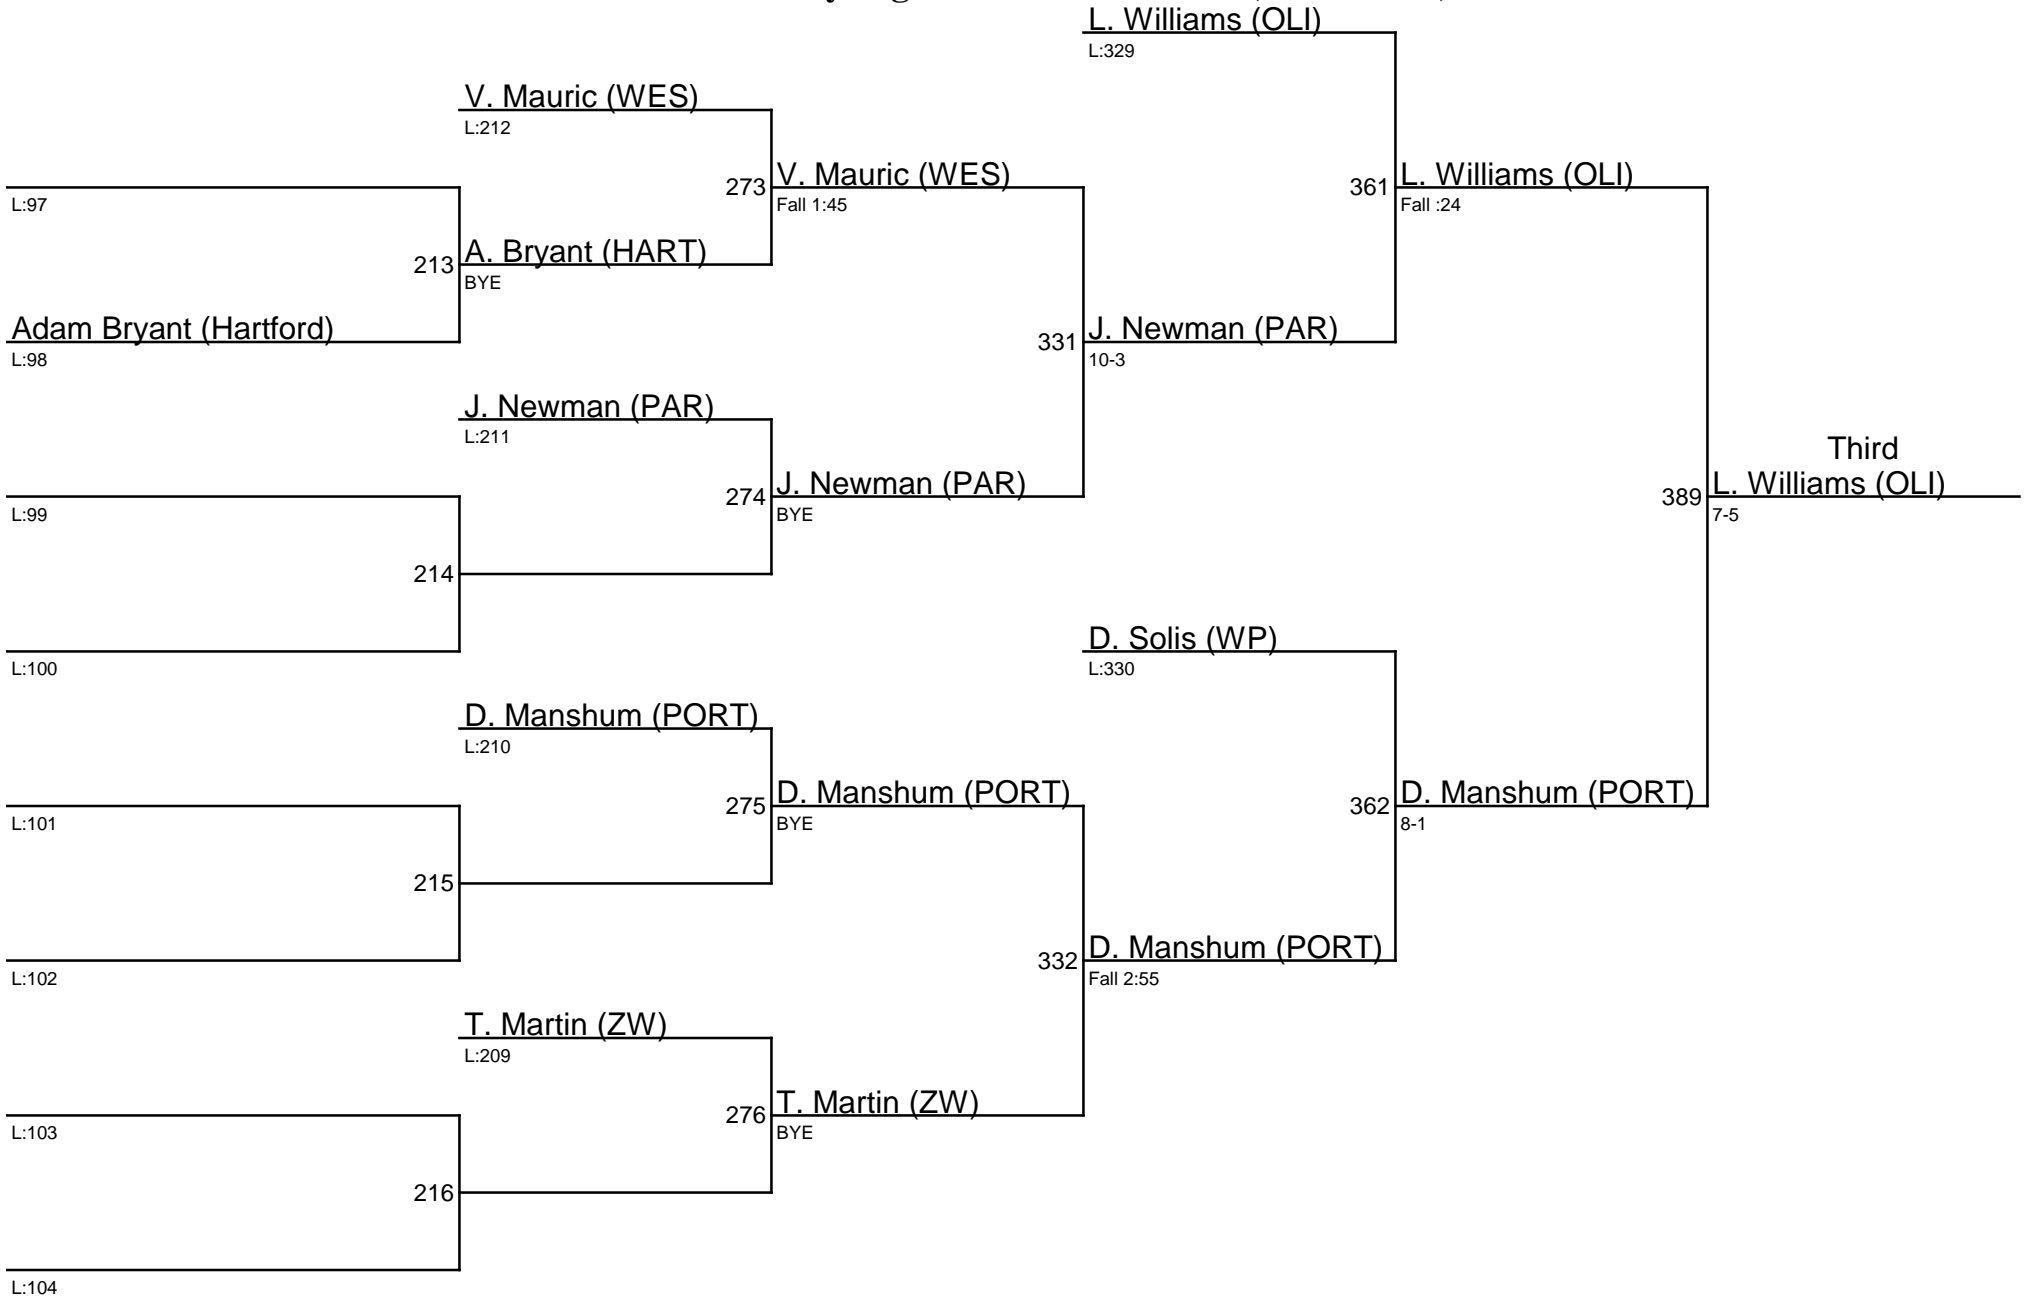 L. Williams (OLI)
L:329
V. Mauric (WES)
L:212
273
V. Mauric (WES)
Fall 1:45
361
L. Williams (OLI)
Fall :24
L:97
213
A. Bryant (HART)
BYE
Adam Bryant (Hartford)
L:98
331
J. Newman (PAR)
10-3
J. Newman (PAR)
L:211
Third
274
J. Newman (PAR)
BYE
389
L. Williams (OLI)
7-5
L:99
214
D. Solis (WP)
L:330
L:100
D. Manshum (PORT)
L:210
275
D. Manshum (PORT)
BYE
362
D. Manshum (PORT)
8-1
L:101
215
332
D. Manshum (PORT)
Fall 2:55
L:102
T. Martin (ZW)
L:209
276
T. Martin (ZW)
BYE
L:103
216
L:104